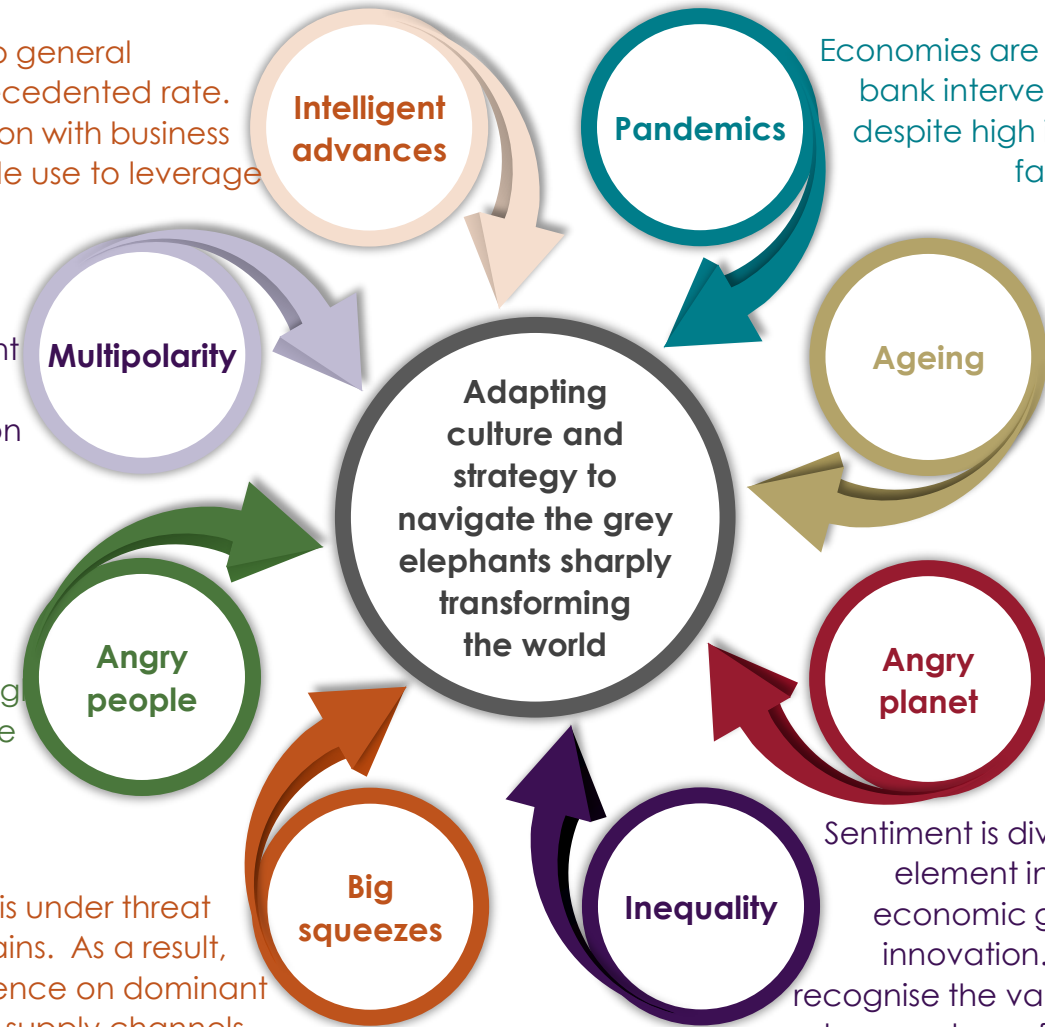 general
ecedented rate.
on with business
le use to leverage
Intelligent
advances
Pandemics
Economies are
bank interve
despite high
fa
Multipolarity
nt
on
Ageing
Adapting
culture and
strategy to
navigate the grey
elephants sharply
transforming
the world
Angry
people
g
e
Angry
planet
Big
squeezes
Inequality
is under threat
ains. As a result,
ence on dominant
supply channels
Sentiment is div
element in
economic g
innovation.
recognise the va